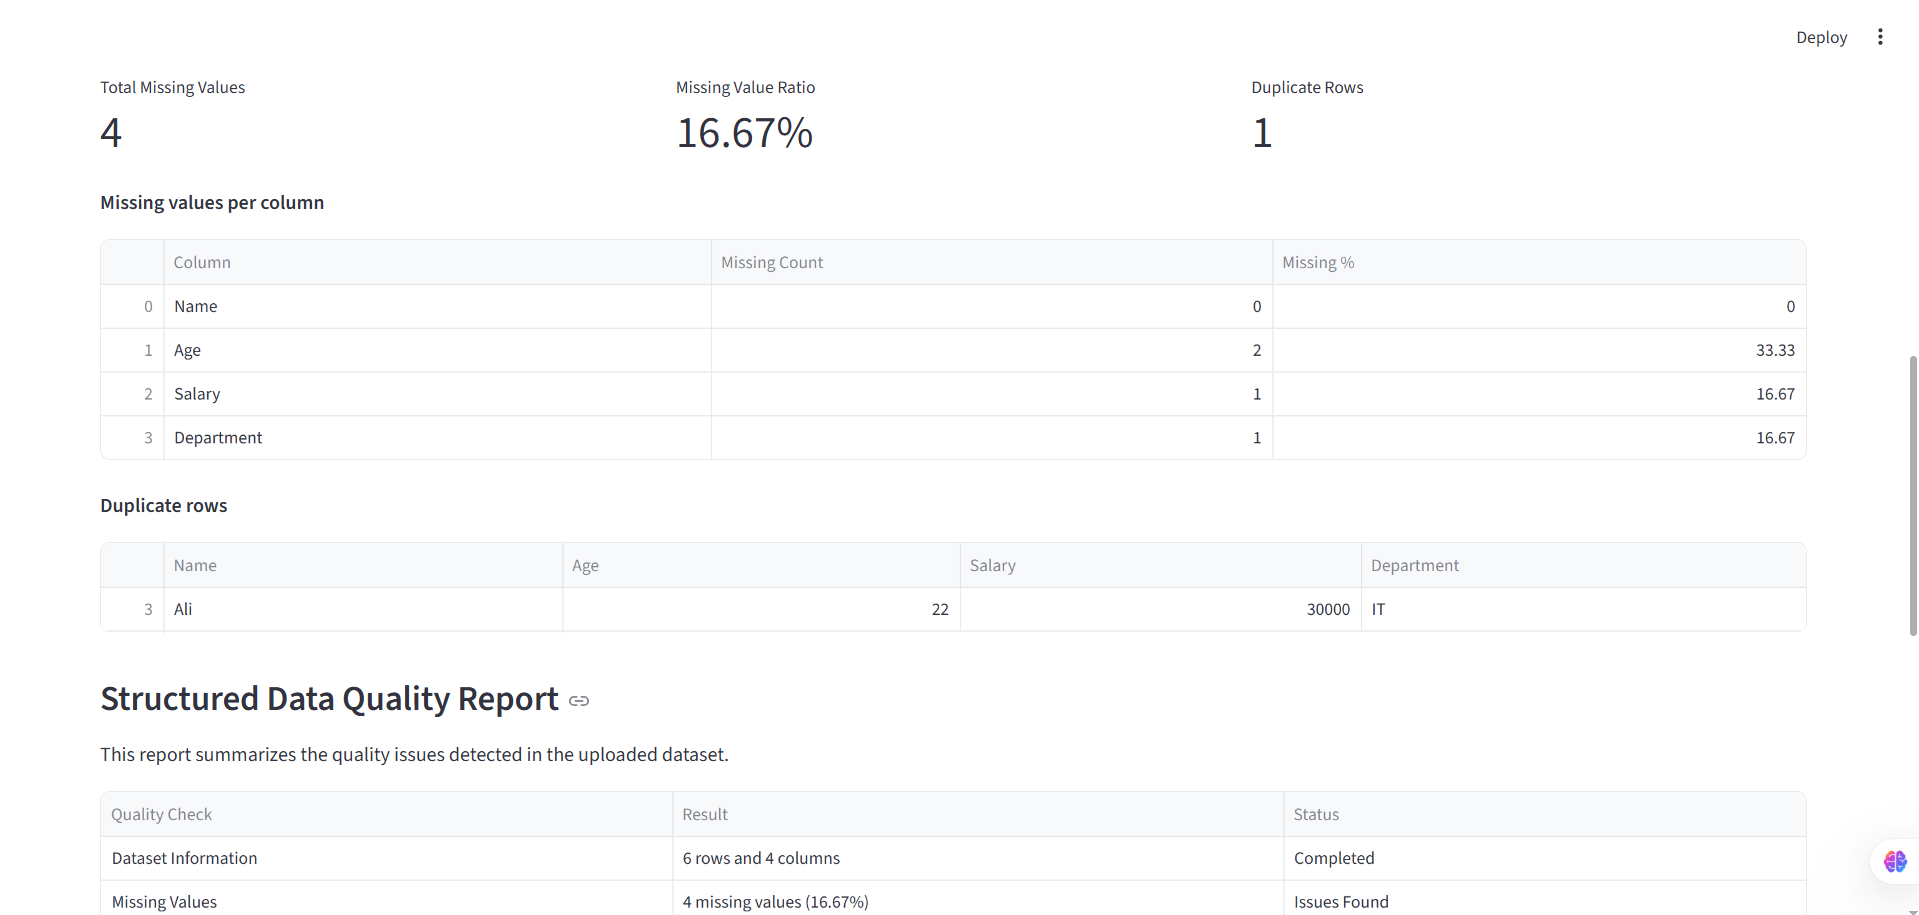 Deploy
Total Missing Values Missing Value Ratio Duplicate Rows
4 16.67% 1
Missing values per column
Column Missing Count Missing %
0 Name 0 0
1 Age 2 33.33
2 Salary 1 16.67
3 Department 1 16.67
Duplicate rows
Name Age Salary Department
3 Ali 22 30000 IT
Structured Data Quality Report
This report summarizes the quality issues detected in the uploaded dataset.
Quality Check Result Status
Dataset Information 6 rows and 4 columns Completed
Missing Values 4 missing values (16.67%) Issues Found